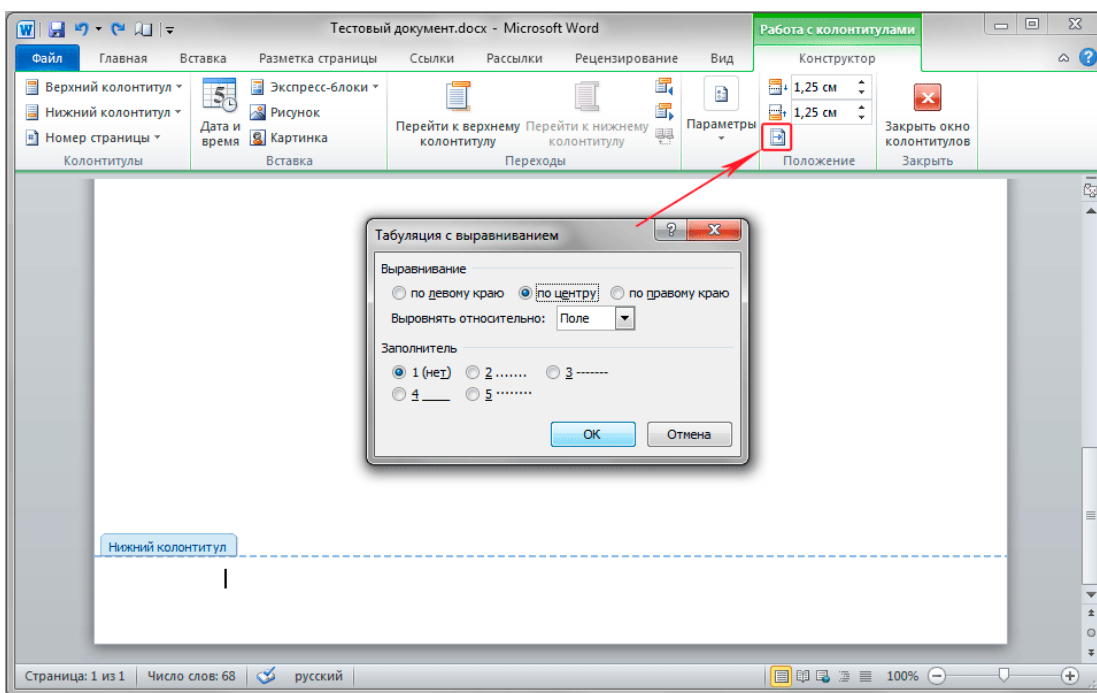 Тестовый документ.docx - Microsoft Word
Работа с колонтитулами
Файл Главная Вставка Разметка страницы Ссылки Рассылки Рецензирование Вид Конструктор
Верхний колонтитул
Нижний колонтитул
Номер страницы
Колонтитулы
5
Дата и
время
Экспресс-блоки
Рисунок
Картинка
Вставка
Перейти к верхнему
колонтитулу
Перейти к нижнему
колонтитулу
Переходы
Параметры
1,25 см
1,25 см
Положение
Закрыть окно
колонтитулов
Закрыть
Табуляция с выравниванием
Выравнивание
по левому краю по центру по правому краю
Выровнять относительно: Поле
Заполнитель
1 (нет) 2 ....... 3 -------
4 ____ 5 ........
ОК Отмена
Нижний колонтитул
Страница: 1 из 1 Число слов: 68 русский 100%